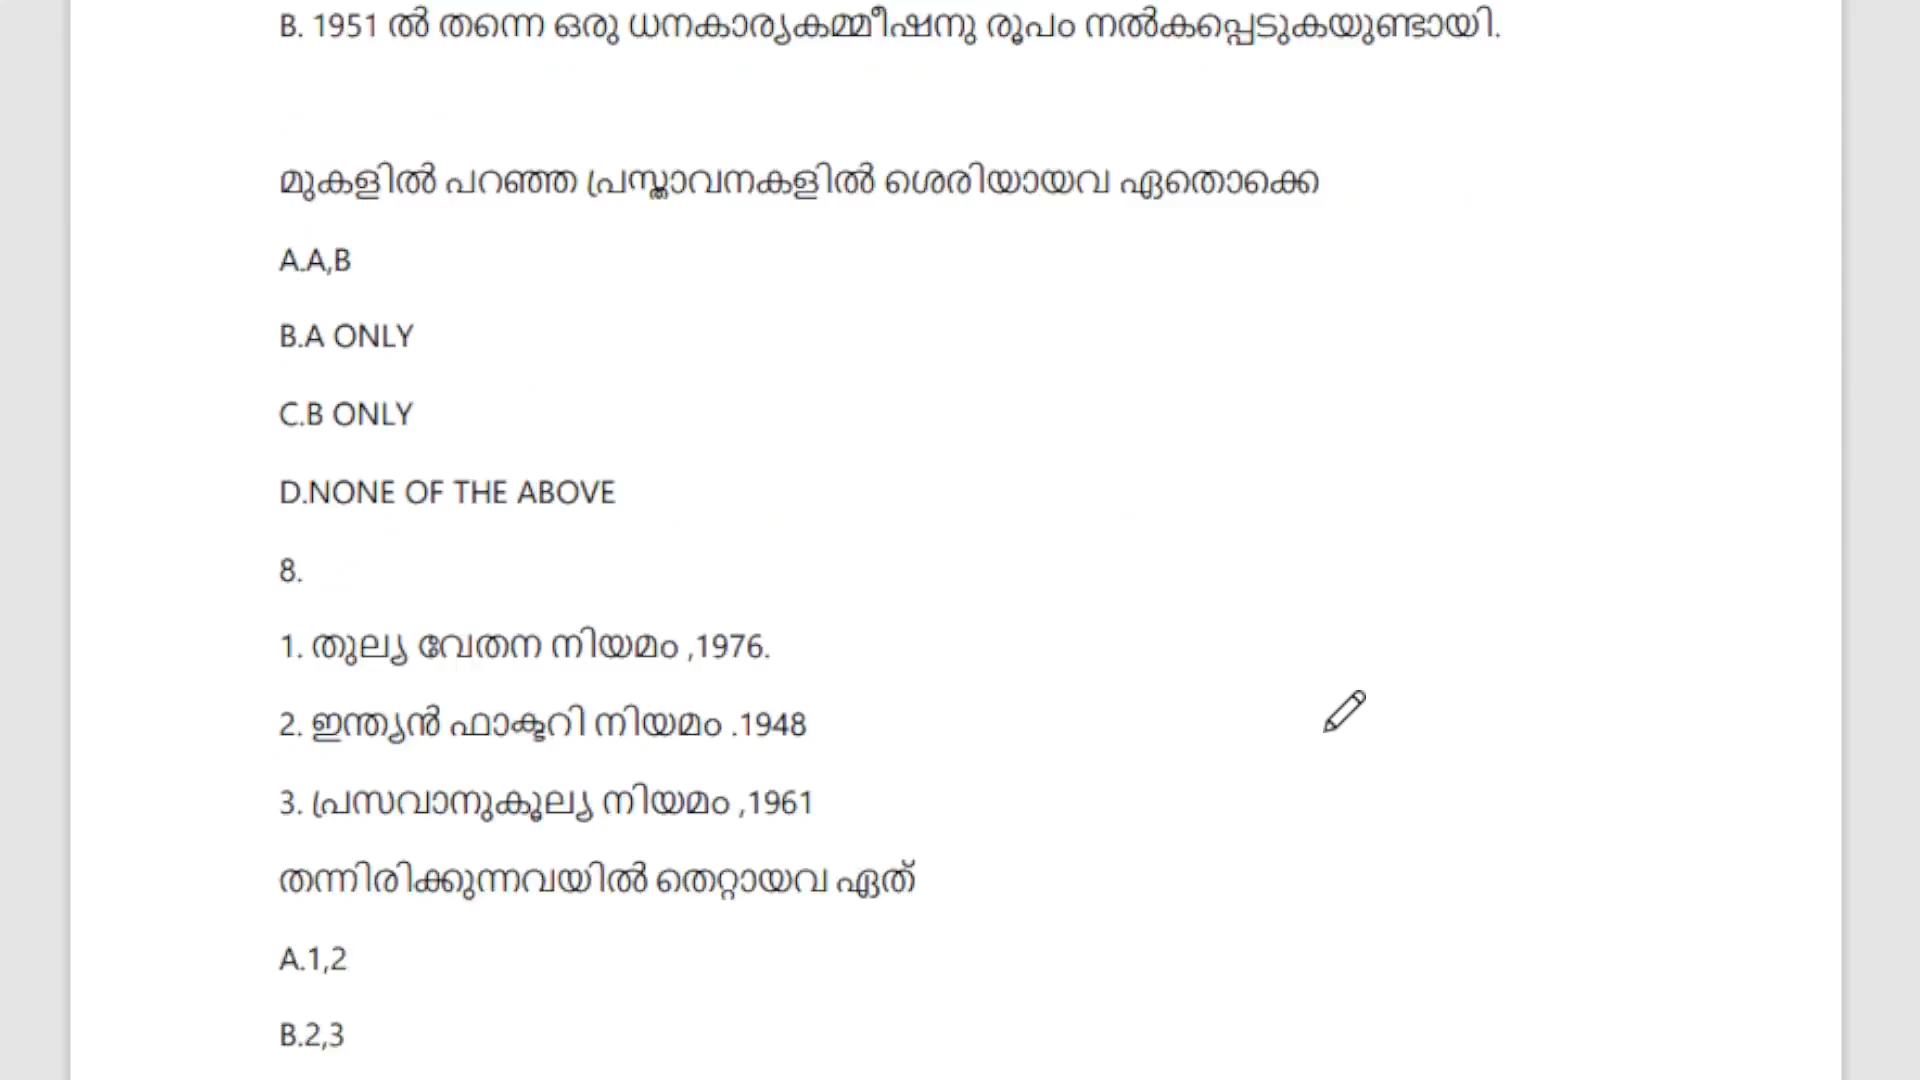 B. 1951 ൽ തന്നെ ഒരു ധനകാര്യകമ്മീഷനു രൂപം നൽകപ്പെടുകയുണ്ടായി.
മുകളിൽ പറഞ്ഞ പ്രസ്താവനകളിൽ ശെരിയായവ ഏതൊക്കെ
A.A,B
B.A ONLY
C.B ONLY
D.NONE OF THE ABOVE
8.
1. തുല്യ വേതന നിയമം ,1976.
2. ഇന്ത്യൻ ഫാക്ടറി നിയമം .1948
3. പ്രസവാനുകൂല്യ നിയമം ,1961
തന്നിരിക്കുന്നവയിൽ തെറ്റായവ ഏത്
A.1,2
B.2,3